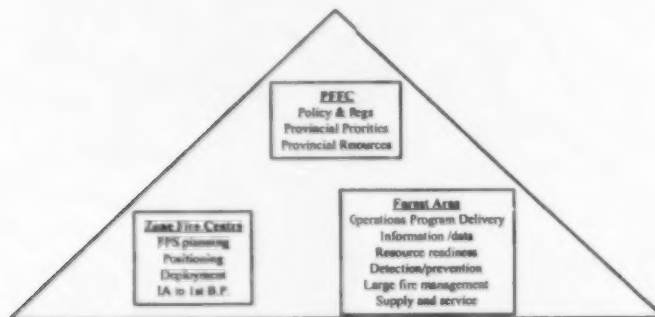 PFFC
Policy & Regs
Provincial Priorities
Provincial Resources
Zone Fire Centre
FPS planning
Positioning
Deployment
IA to 1st B.P.
Forest Area
Operations Program Delivery
Information /data
Resource readiness
Detection/prevention
Large fire management
Supply and service